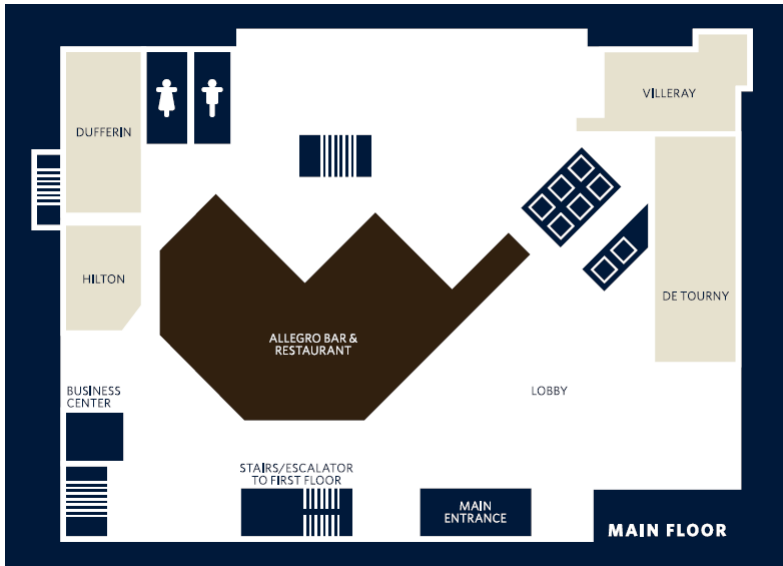 VILLERAY
DUFFERIN
HILTON
DE TOURNY
ALLEGRO BAR &
RESTAURANT
BUSINESS
CENTER
LOBBY
STAIRS/ESCALATOR
TO FIRST FLOOR
MAIN
ENTRANCE
MAIN FLOOR